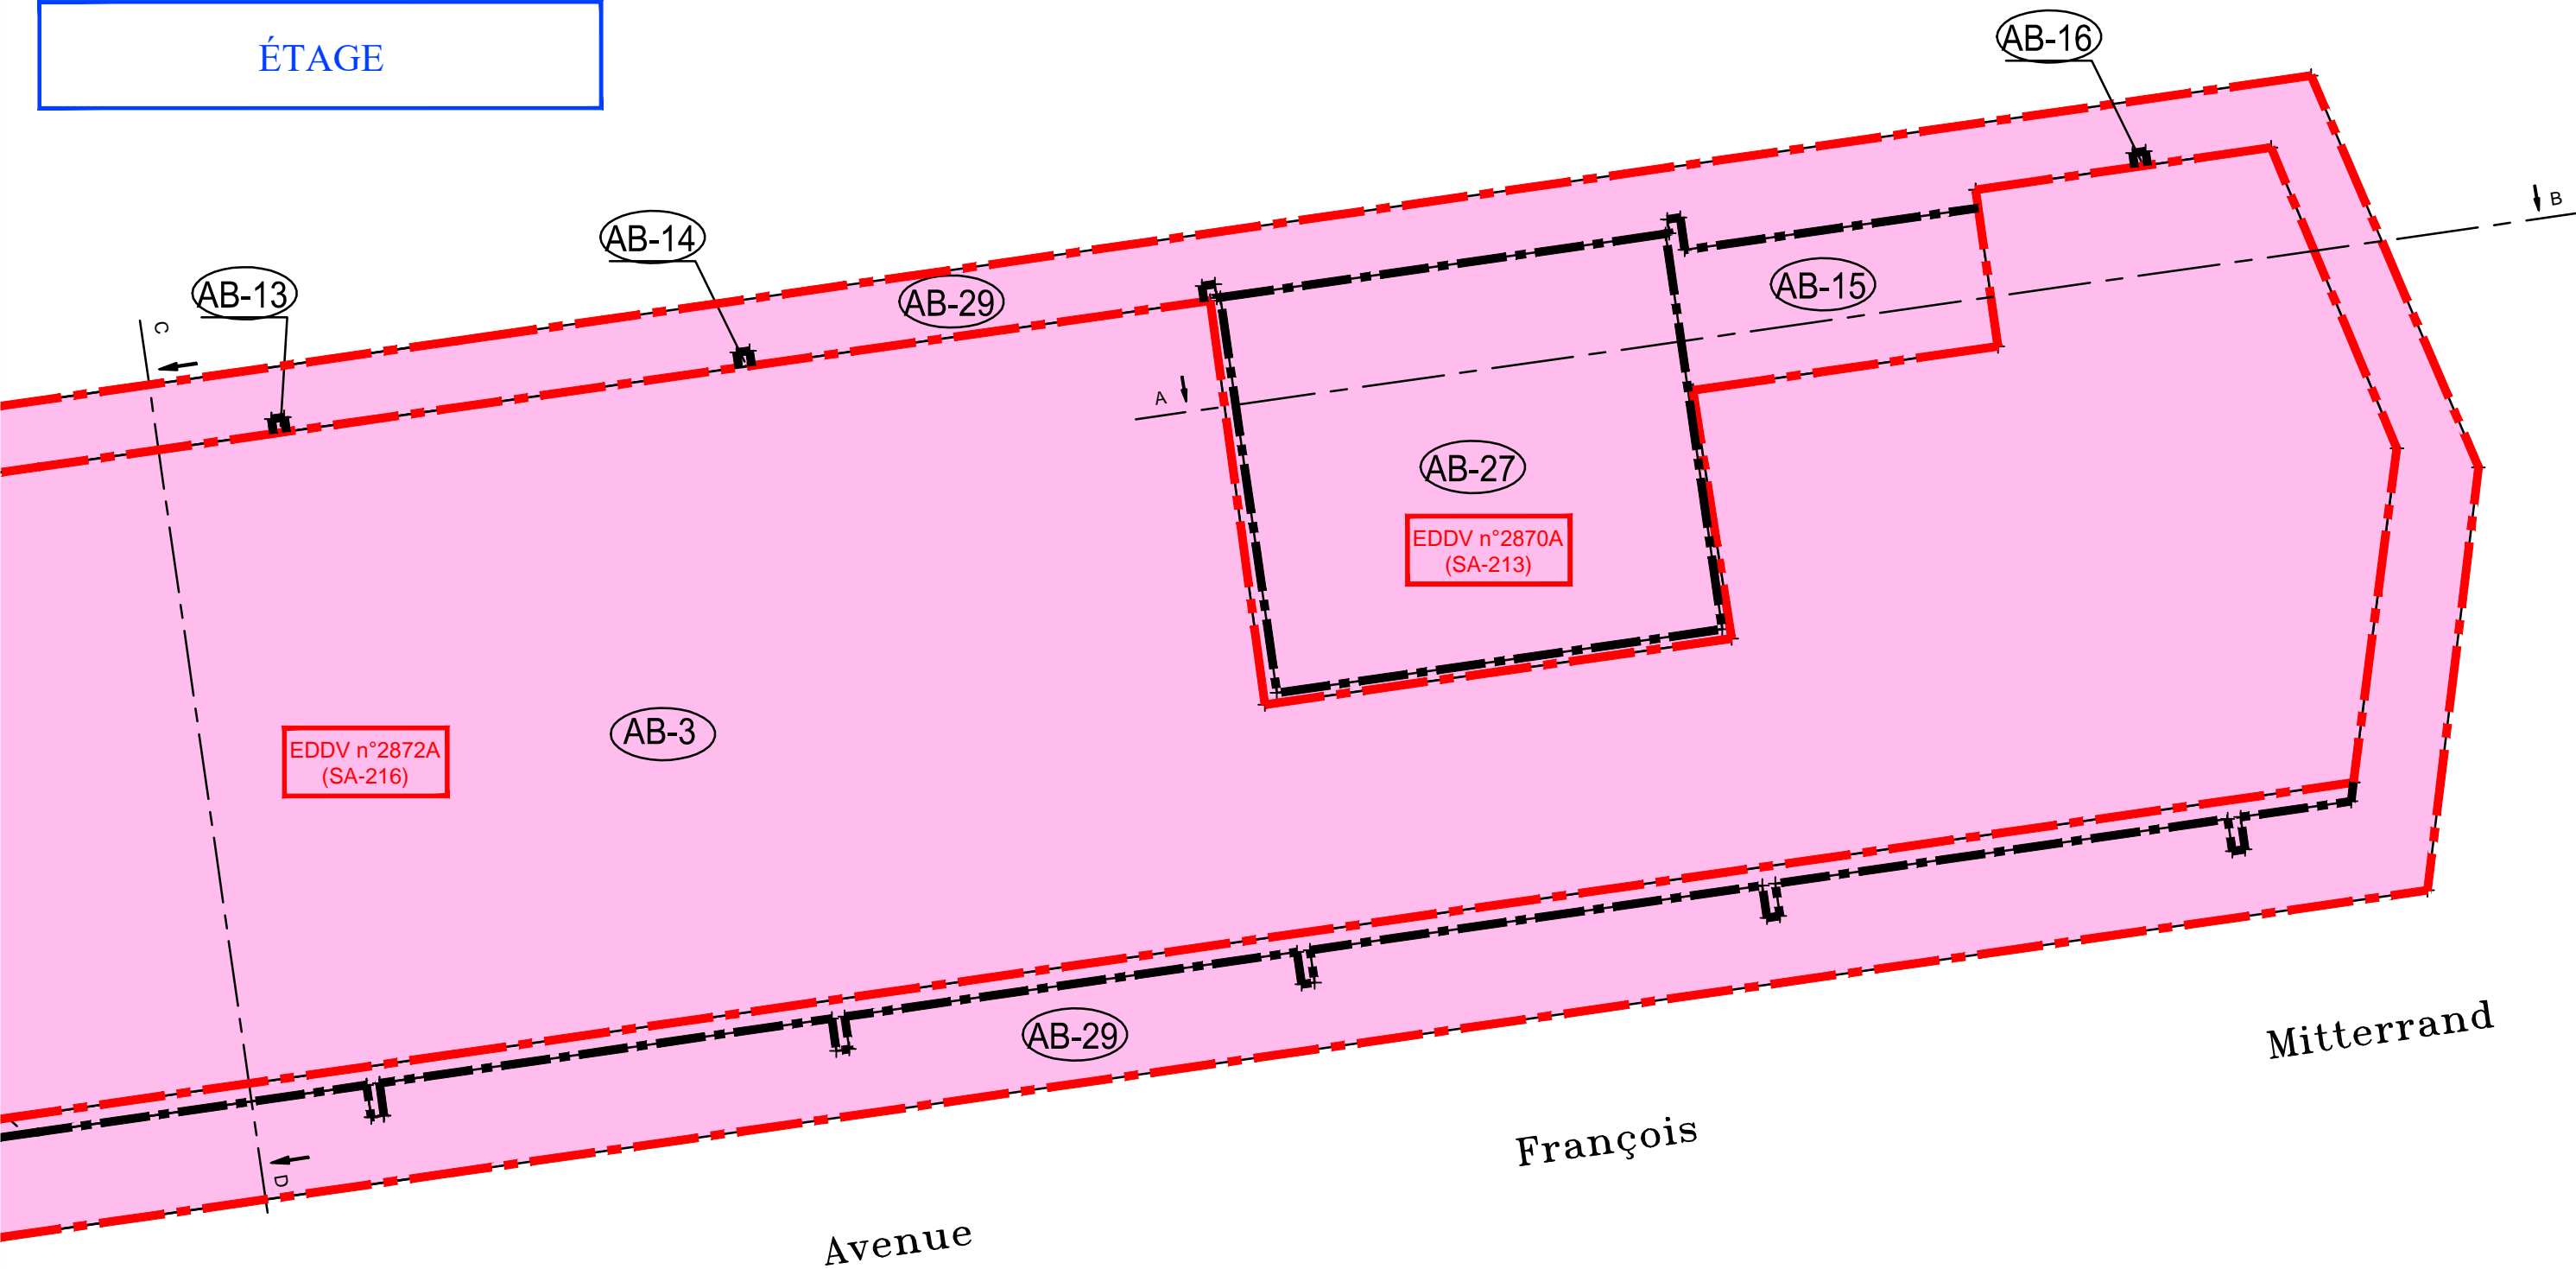 ÉTAGE
AB-16
B
AB-14
AB-13
AB-29
AB-15
C
A
AB-27
EDDV n°2870A
(SA-213)
AB-3
EDDV n°2872A
(SA-216)
AB-29
D
Avenue François Mitterrand